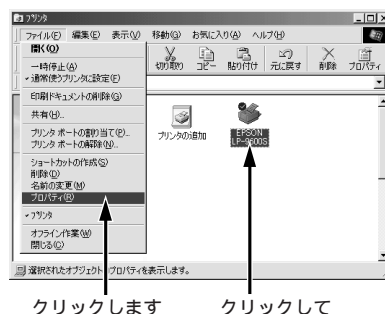 プリンタ
ファイル(F) 編集(E) 表示(V) 移動(G) お気に入り(A) ヘルプ(H)
開く(O)
一時停止(A)
通常使うプリンタに設定(F)
印刷ドキュメントの削除(G)
共有(H)...
プリンタ ポートの割り当て(P)...
プリンタ ポートの解除(N)...
ショートカットの作成(S)
削除(D)
名前の変更(M)
プロパティ(R)
プリンタ
オフライン作業(W)
閉じる(C)
切り取り コピー 貼り付け 元に戻す 削除 プロパティ
プリンタの追加
EPSON
LP-9600S
選択されたオブジェクトのプロパティを表示します。
クリックします クリックして